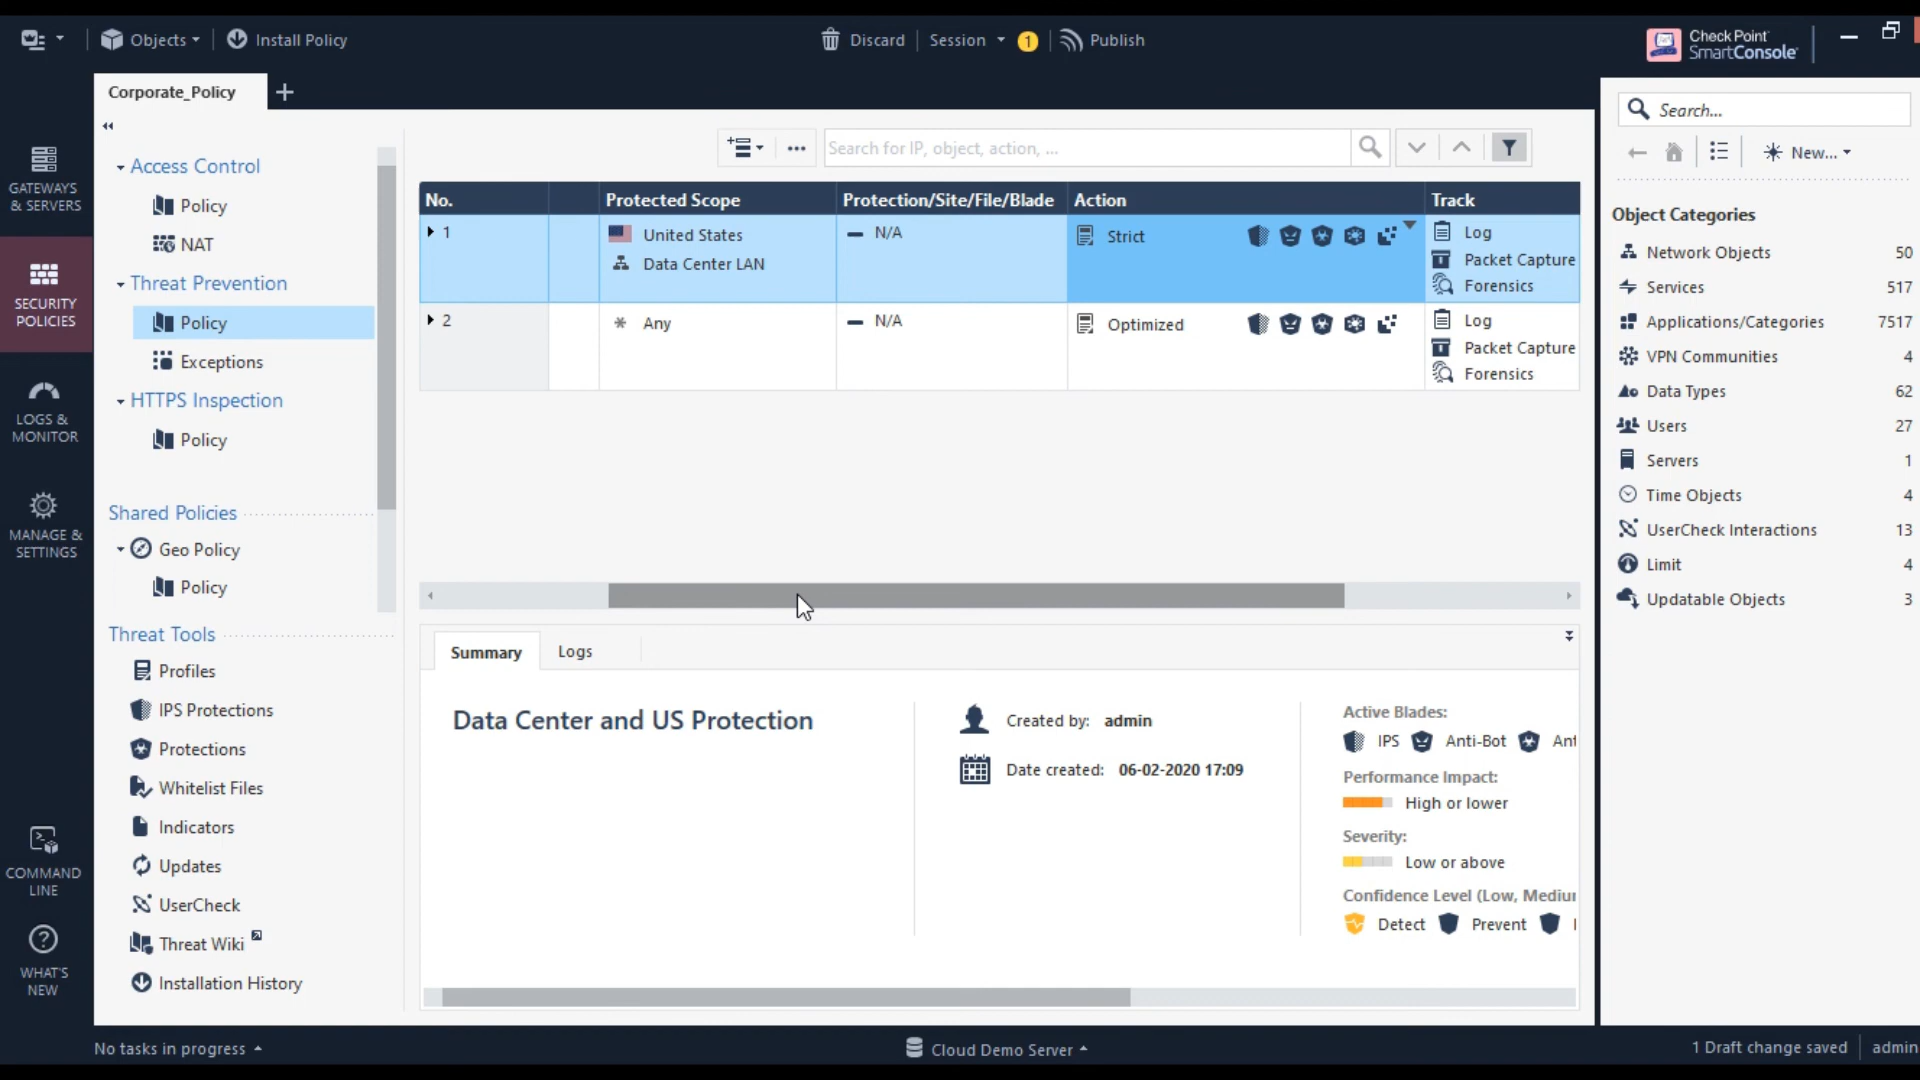 Objects
Install Policy
Discard
Session
1
Publish
Check Point
SmartConsole
Corporate_Policy
GATEWAYS
& SERVERS
SECURITY
POLICIES
LOGS &
MONITOR
MANAGE &
SETTINGS
COMMAND
LINE
WHAT'S
NEW
Access Control
Policy
NAT
Threat Prevention
Policy
Exceptions
HTTPS Inspection
Policy
Shared Policies
Geo Policy
Policy
Threat Tools
Profiles
IPS Protections
Protections
Whitelist Files
Indicators
Updates
UserCheck
Threat Wiki
Installation History
Search for IP, object, action, ...
No. Protected Scope Protection/Site/File/Blade Action Track
1 United States N/A Strict Log
Data Center LAN Packet Capture
Forensics
2 Any N/A Optimized Log
Packet Capture
Forensics
Summary Logs
Data Center and US Protection
Created by: admin
Date created: 06-02-2020 17:09
Active Blades:
IPS Anti-Bot Ant
Performance Impact:
High or lower
Severity:
Low or above
Confidence Level (Low, Mediu
Detect Prevent
Search...
New...
Object Categories
Network Objects 50
Services 517
Applications/Categories 7517
VPN Communities 4
Data Types 62
Users 27
Servers 1
Time Objects 4
UserCheck Interactions 13
Limit 4
Updatable Objects 3
No tasks in progress
Cloud Demo Server
1 Draft change saved
admin